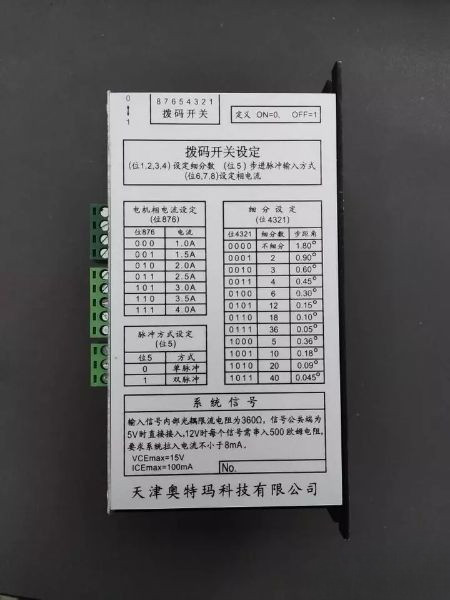 0
1
87654321
拨码开关
定义 ON=0, OFF=1
拨码开关设定
(位1,2,3,4)设定细分数 (位5)步进脉冲输入方式
(位6,7,8)设定相电流
电机相电流设定
(位876)
位876 电流
000 1.0A
001 1.5A
010 2.0A
011 2.5A
101 3.0A
110 3.5A
111 4.0A
脉冲方式设定
(位5)
位5 方式
0 单脉冲
1 双脉冲
细分设定
(位4321)
位4321 细分数 步距角
0000 不细分 1.80°
0001 2 0.90°
0010 3 0.60°
0011 4 0.45°
0100 6 0.30°
0101 12 0.15°
0110 18 0.10°
0111 36 0.05°
1000 5 0.36°
1001 10 0.18°
1010 20 0.09°
1011 40 0.045°
系统信号
输入信号内部光耦限流电阻为360Ω, 信号公共端为
5V时直接接入, 12V时每个信号需串入500欧姆电阻,
要求系统拉入电流不小于8mA。
VCEmax=15V
ICEmax=100mA
No.
天津奥特玛科技有限公司